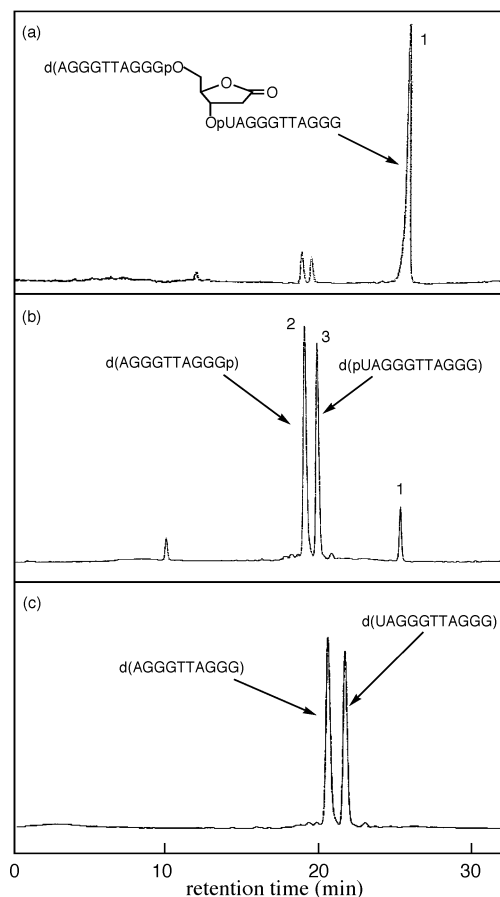 (a)
1
d(AGGGTTAGGGpO
O
O
OpUAGGGTTAGGG
(b)
2
3
d(AGGGTTAGGGp)
d(pUAGGGTTAGGG)
1
(c)
d(UAGGGTTAGGG)
d(AGGGTTAGGG)
0
10
20
30
retention time (min)